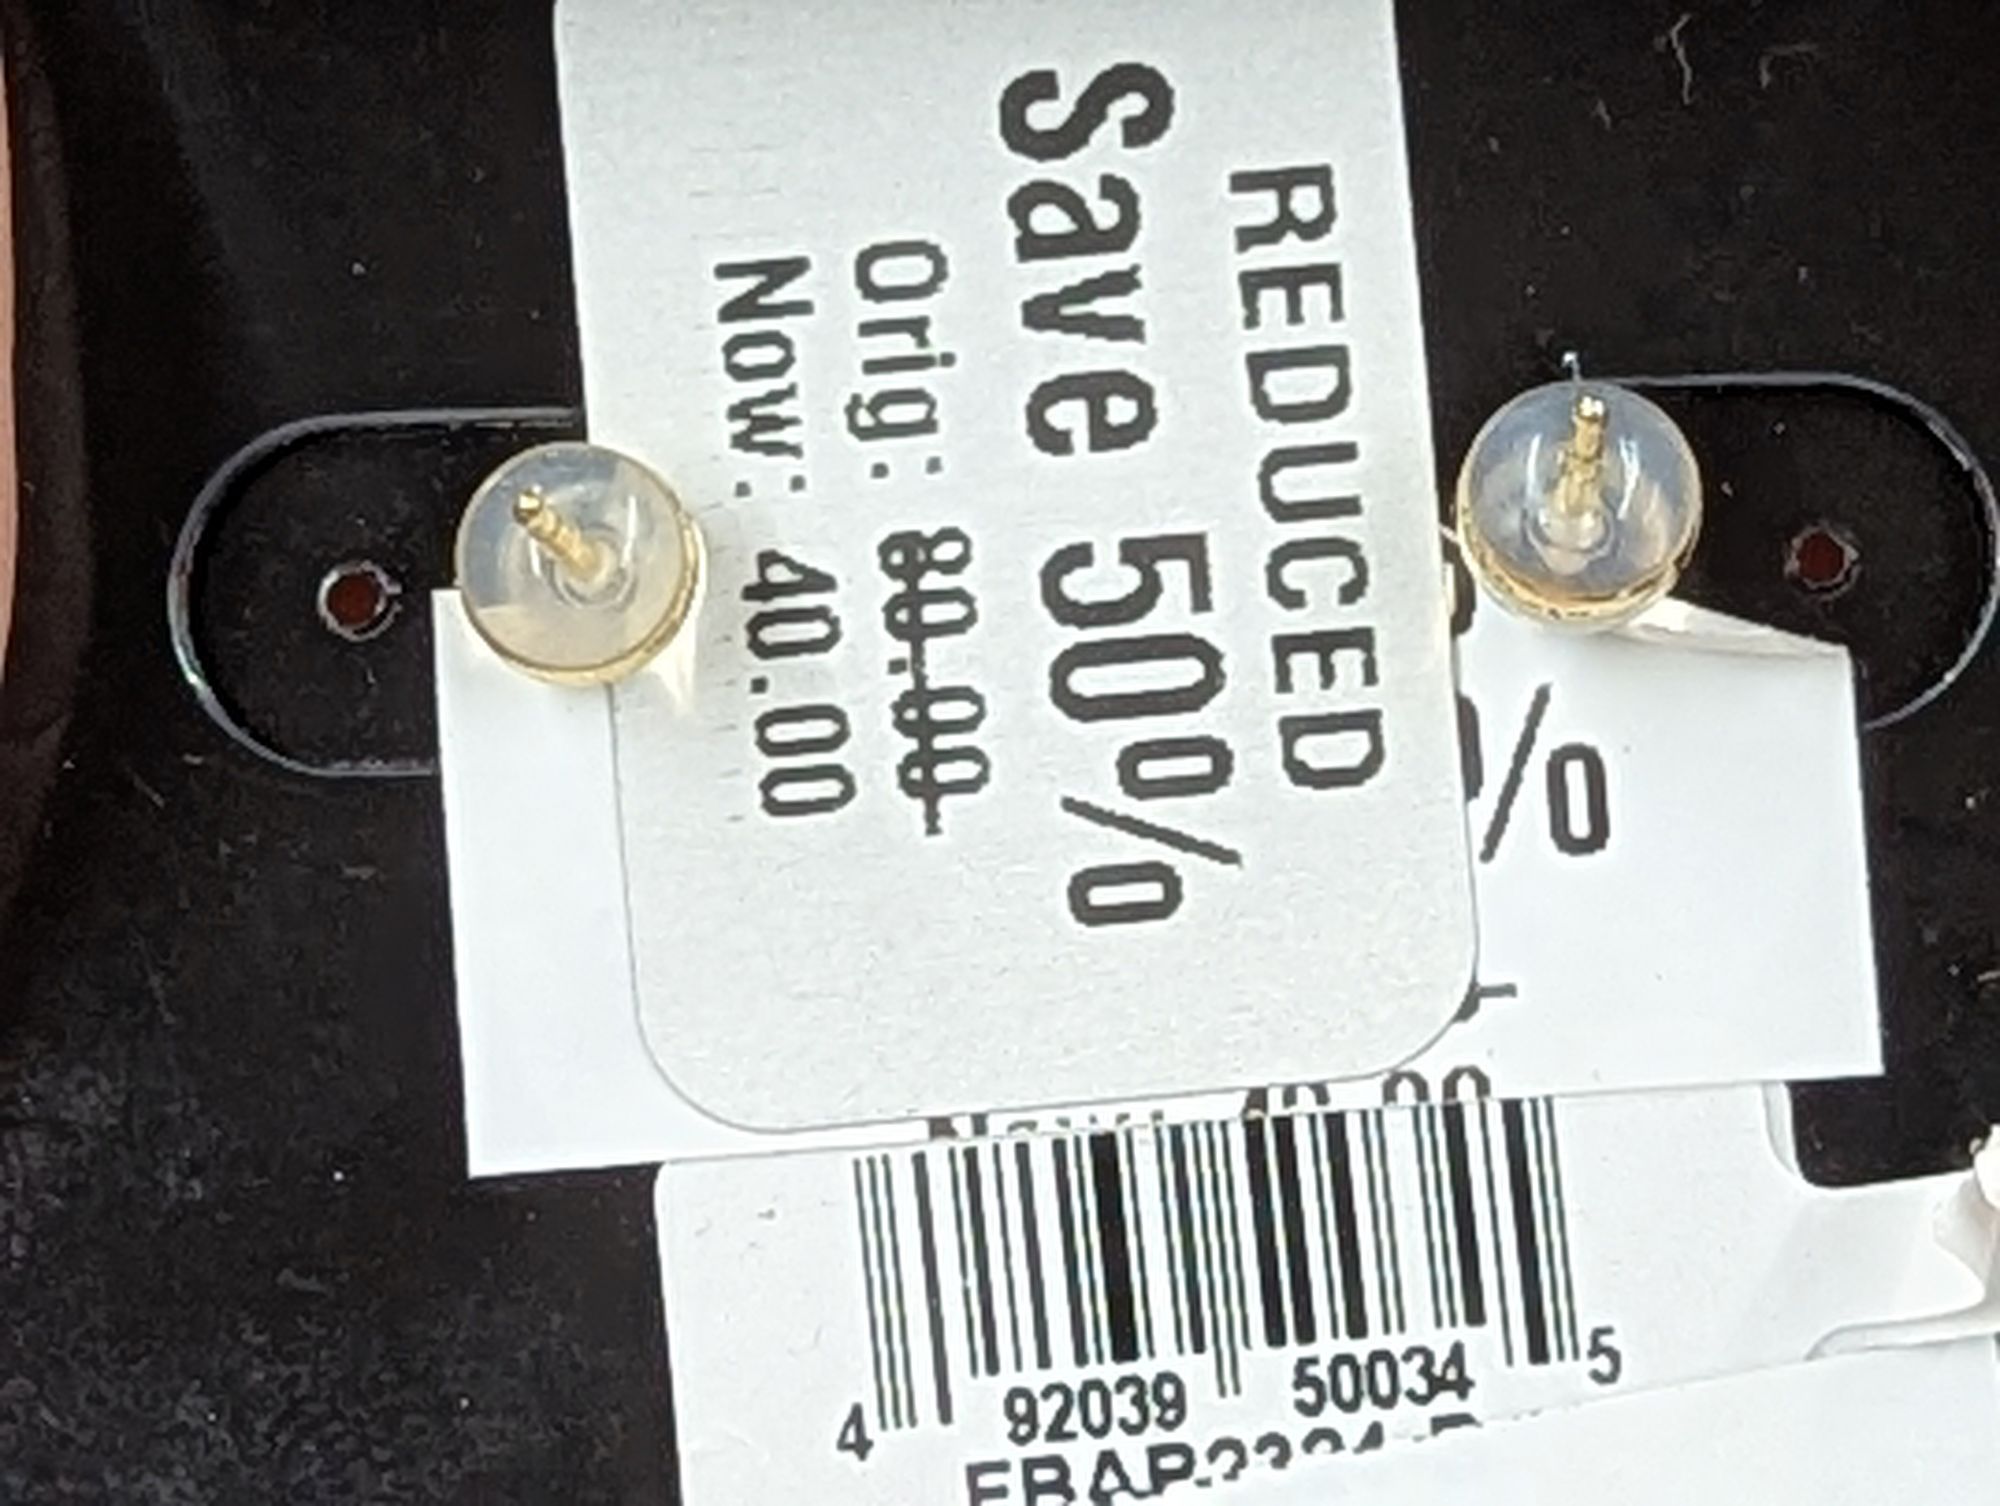 REDUCED
Save 50%
Orig: 80.00
Now: 40.00
%
4 92039 50034 5